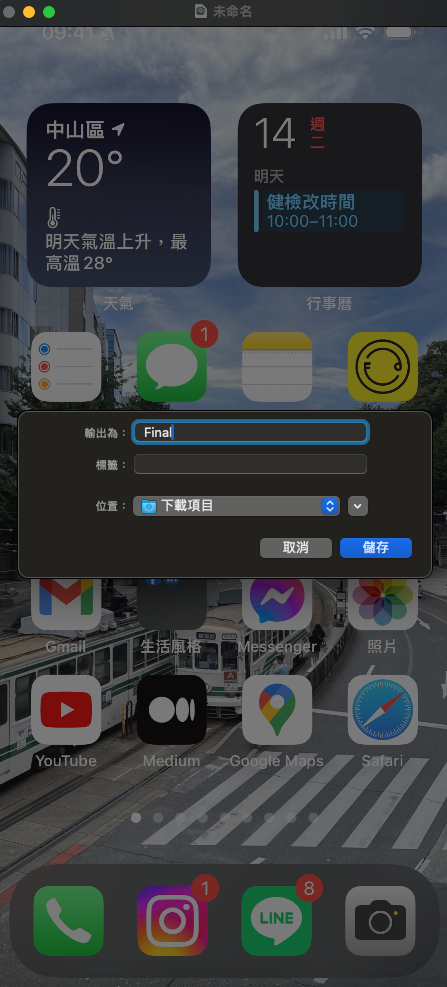 未命名
09:41
中山區
20°
明天氣溫上升，最
高溫 28°
天氣
14
週二
明天
健檢改時間
10:00–11:00
行事曆
1
輸出為：
Final
標籤：
位置：
下載項目
取消
儲存
Gmail
生活風格
Messenger
照片
YouTube
Medium
Google Maps
Safari
1
8
LINE